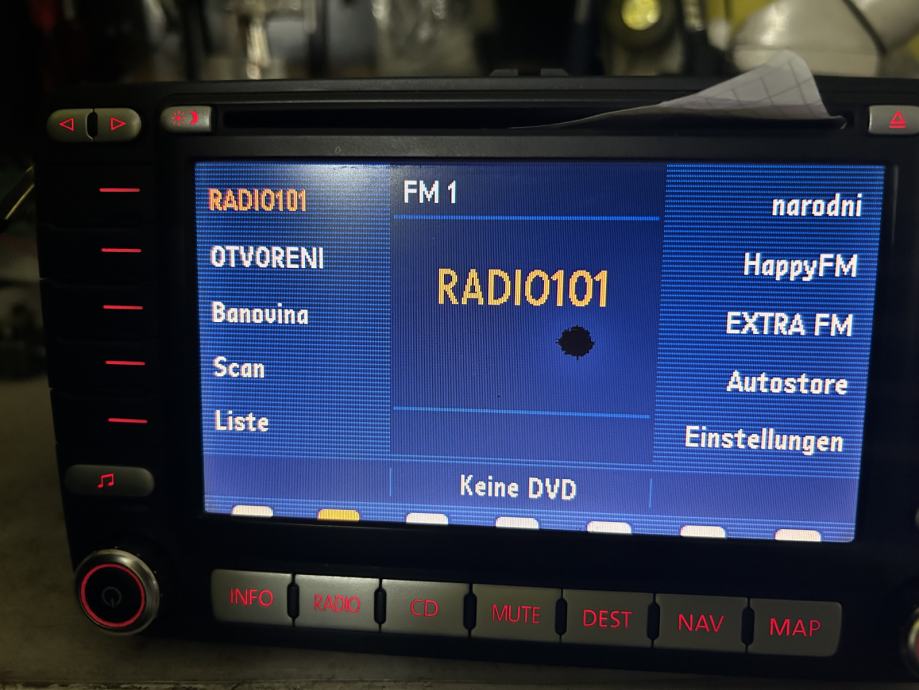 RADIO101
OTVORENI
Banovina
Scan
Liste
FM 1
RADIO101
narodni
HappyFM
EXTRA FM
Autostore
Einstellungen
Keine DVD
INFO RADIO CD MUTE DEST NAV MAP